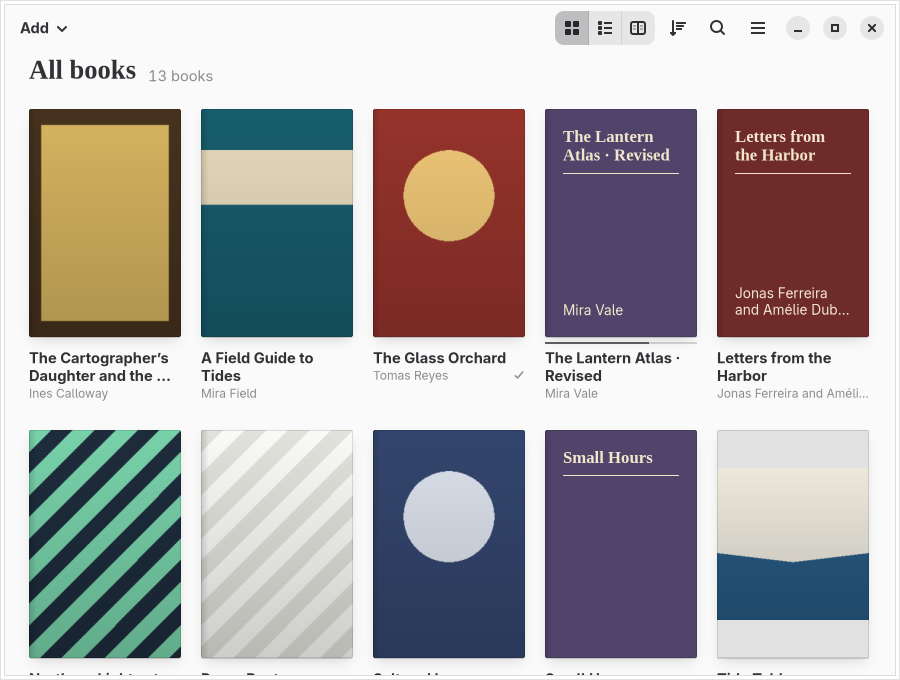 Add
All books 13 books
The Lantern
Atlas · Revised
Mira Vale
Letters from
the Harbor
Jonas Ferreira
and Amélie Dub…
The Cartographer’s
Daughter and the …
Ines Calloway
A Field Guide to
Tides
Mira Field
The Glass Orchard
Tomas Reyes
The Lantern Atlas ·
Revised
Mira Vale
Letters from the
Harbor
Jonas Ferreira and Améli…
Small Hours